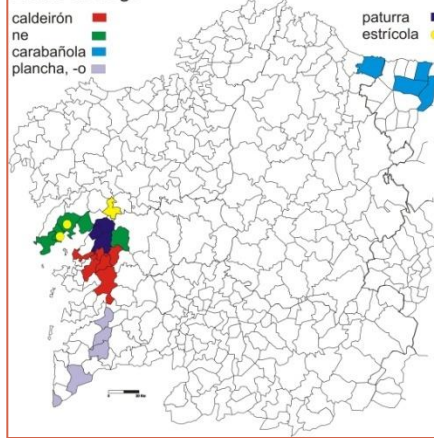 caldeirón
ne
carabañola
plancha, -o
paturra
estrícola